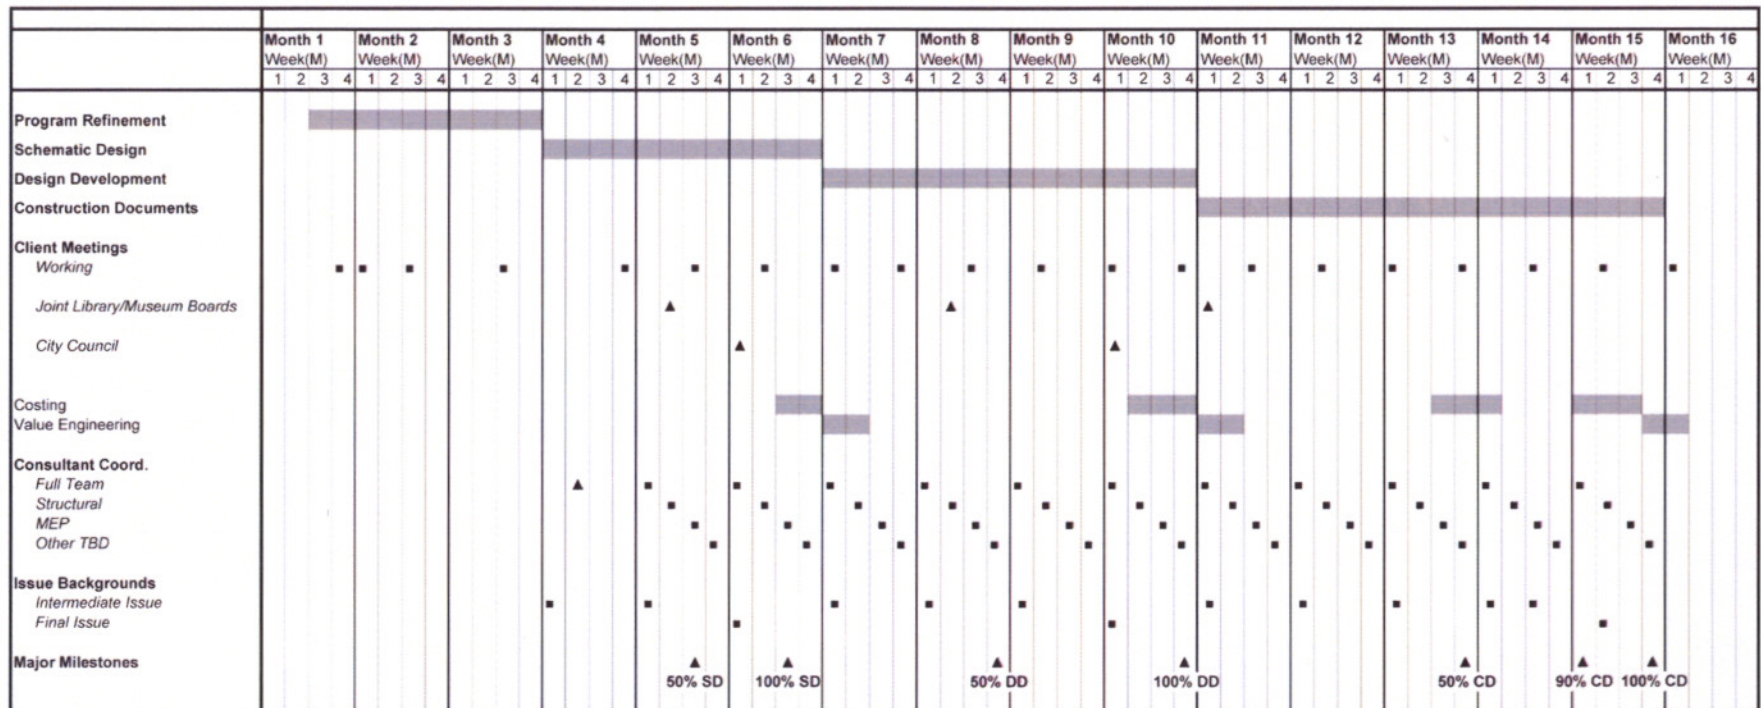 Month 1 Month 2 Month 3 Month 4 Month 5 Month 6 Month 7 Month 8 Month 9 Month 10 Month 11 Month 12 Month 13 Month 14 Month 15 Month 16
Week(M) Week(M) Week(M) Week(M) Week(M) Week(M) Week(M) Week(M) Week(M) Week(M) Week(M) Week(M) Week(M) Week(M) Week(M) Week(M)
1 2 3 4 1 2 3 4 1 2 3 4 1 2 3 4 1 2 3 4 1 2 3 4 1 2 3 4 1 2 3 4 1 2 3 4 1 2 3 4 1 2 3 4 1 2 3 4 1 2 3 4 1 2 3 4 1 2 3 4 1 2 3 4
Program Refinement
Schematic Design
Design Development
Construction Documents
Client Meetings
Working
Joint Library/Museum Boards
City Council
Costing
Value Engineering
Consultant Coord.
Full Team
Structural
MEP
Other TBD
Issue Backgrounds
Intermediate Issue
Final Issue
Major Milestones
50% SD 100% SD 50% DD 100% DD 50% CD 90% CD 100% CD